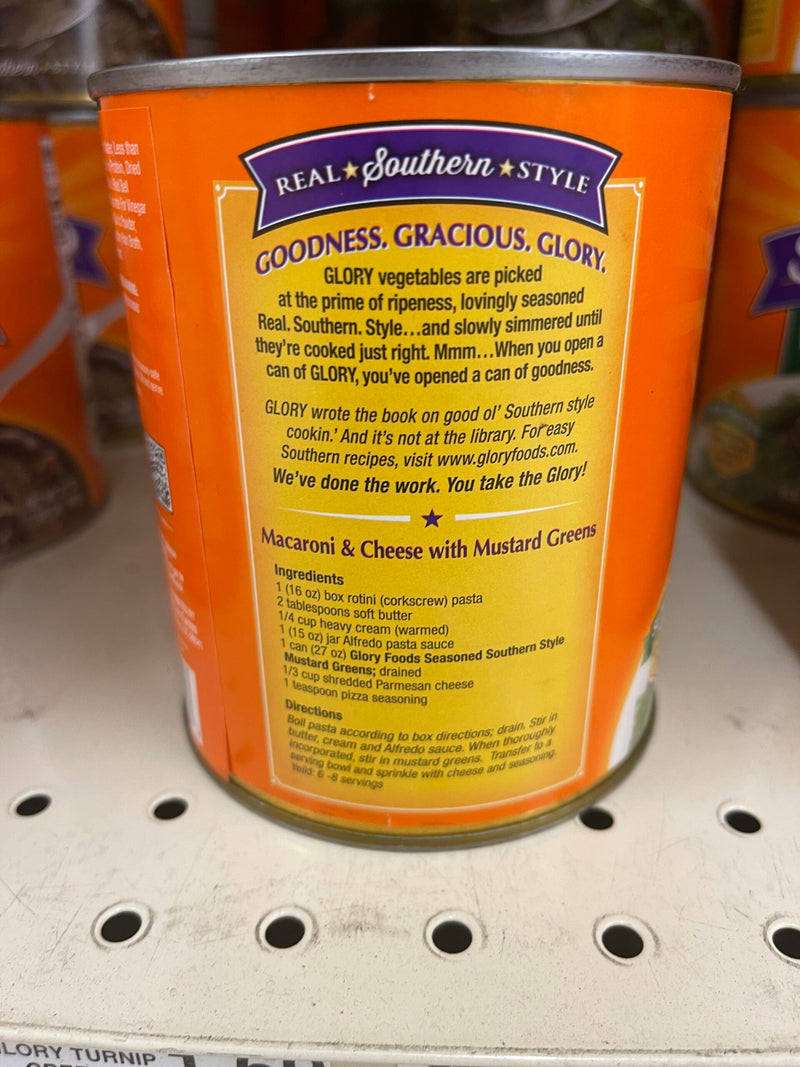 REAL ★ Southern ★ STYLE
GOODNESS. GRACIOUS. GLORY.
GLORY vegetables are picked
at the prime of ripeness, lovingly seasoned
Real. Southern. Style...and slowly simmered until
they're cooked just right. Mmm...When you open a
can of GLORY, you've opened a can of goodness.
GLORY wrote the book on good ol' Southern style
cookin.' And it's not at the library. For easy
Southern recipes, visit www.gloryfoods.com.
We've done the work. You take the Glory!
Macaroni & Cheese with Mustard Greens
Ingredients
1 (16 oz) box rotini (corkscrew) pasta
2 tablespoons soft butter
1/4 cup heavy cream (warmed)
1 (15 oz) jar Alfredo pasta sauce
1 can (27 oz) Glory Foods Seasoned Southern Style
Mustard Greens; drained
1/3 cup shredded Parmesan cheese
1 teaspoon pizza seasoning
Directions
Boil pasta according to box directions; drain. Stir in
butter, cream and Alfredo sauce. When thoroughly
incorporated, stir in mustard greens. Transfer to a
serving bowl and sprinkle with cheese and seasoning.
Yeild: 6 -8 servings
Less than
Dried
Vinegar
LORY TURNIP